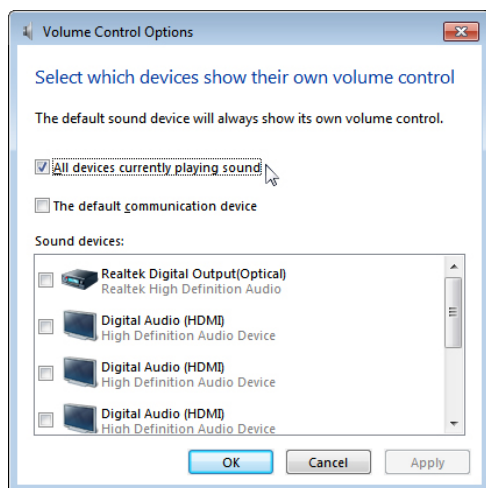 Volume Control Options
Select which devices show their own volume control
The default sound device will always show its own volume control.
All devices currently playing sound
The default communication device
Sound devices:
Realtek Digital Output(Optical)
Realtek High Definition Audio
Digital Audio (HDMI)
High Definition Audio Device
Digital Audio (HDMI)
High Definition Audio Device
Digital Audio (HDMI)
High Definition Audio Device
OK Cancel Apply